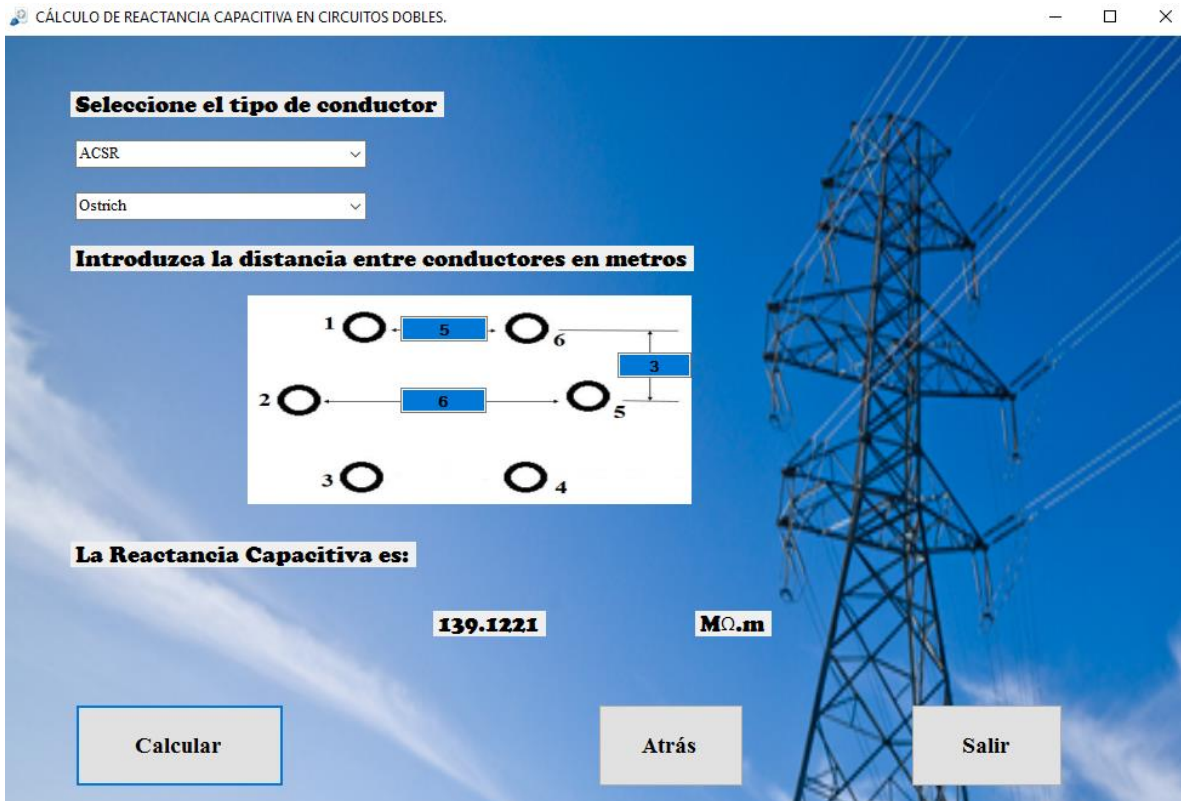 CÁLCULO DE REACTANCIA CAPACITIVA EN CIRCUITOS DOBLES.
Seleccione el tipo de conductor
ACSR
Ostrich
Introduzca la distancia entre conductores en metros
1 5 6
3
2 6 5
3 4
La Reactancia Capacitiva es:
139.1221 MΩ.m
Calcular Atrás Salir